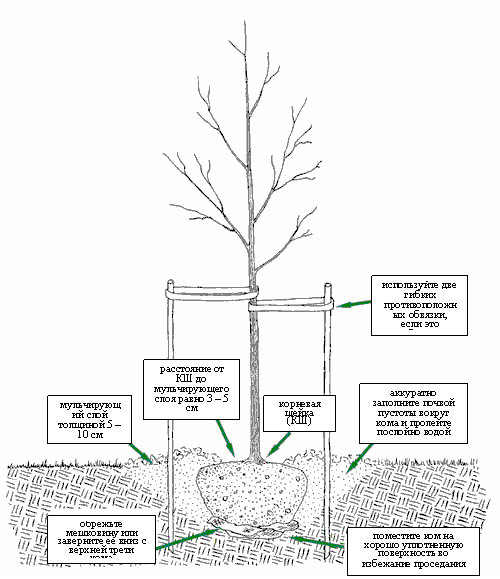 используйте две
гибких
противоположн
ых обвязки,
если это
расстояние от
КШ до
мульчирующего
слоя равно 3 – 5
см
мульчирующ
ий слой
толщиной 5 –
10 см
корневая
шейка
(КШ)
аккуратно
заполните почвой
пустоты вокруг
кома и пролейте
послойно водой
обрежьте
мешковину или
заверните её вниз с
верхней трети
поместите ком на
хорошо уплотненную
поверхность во
избежание проседания